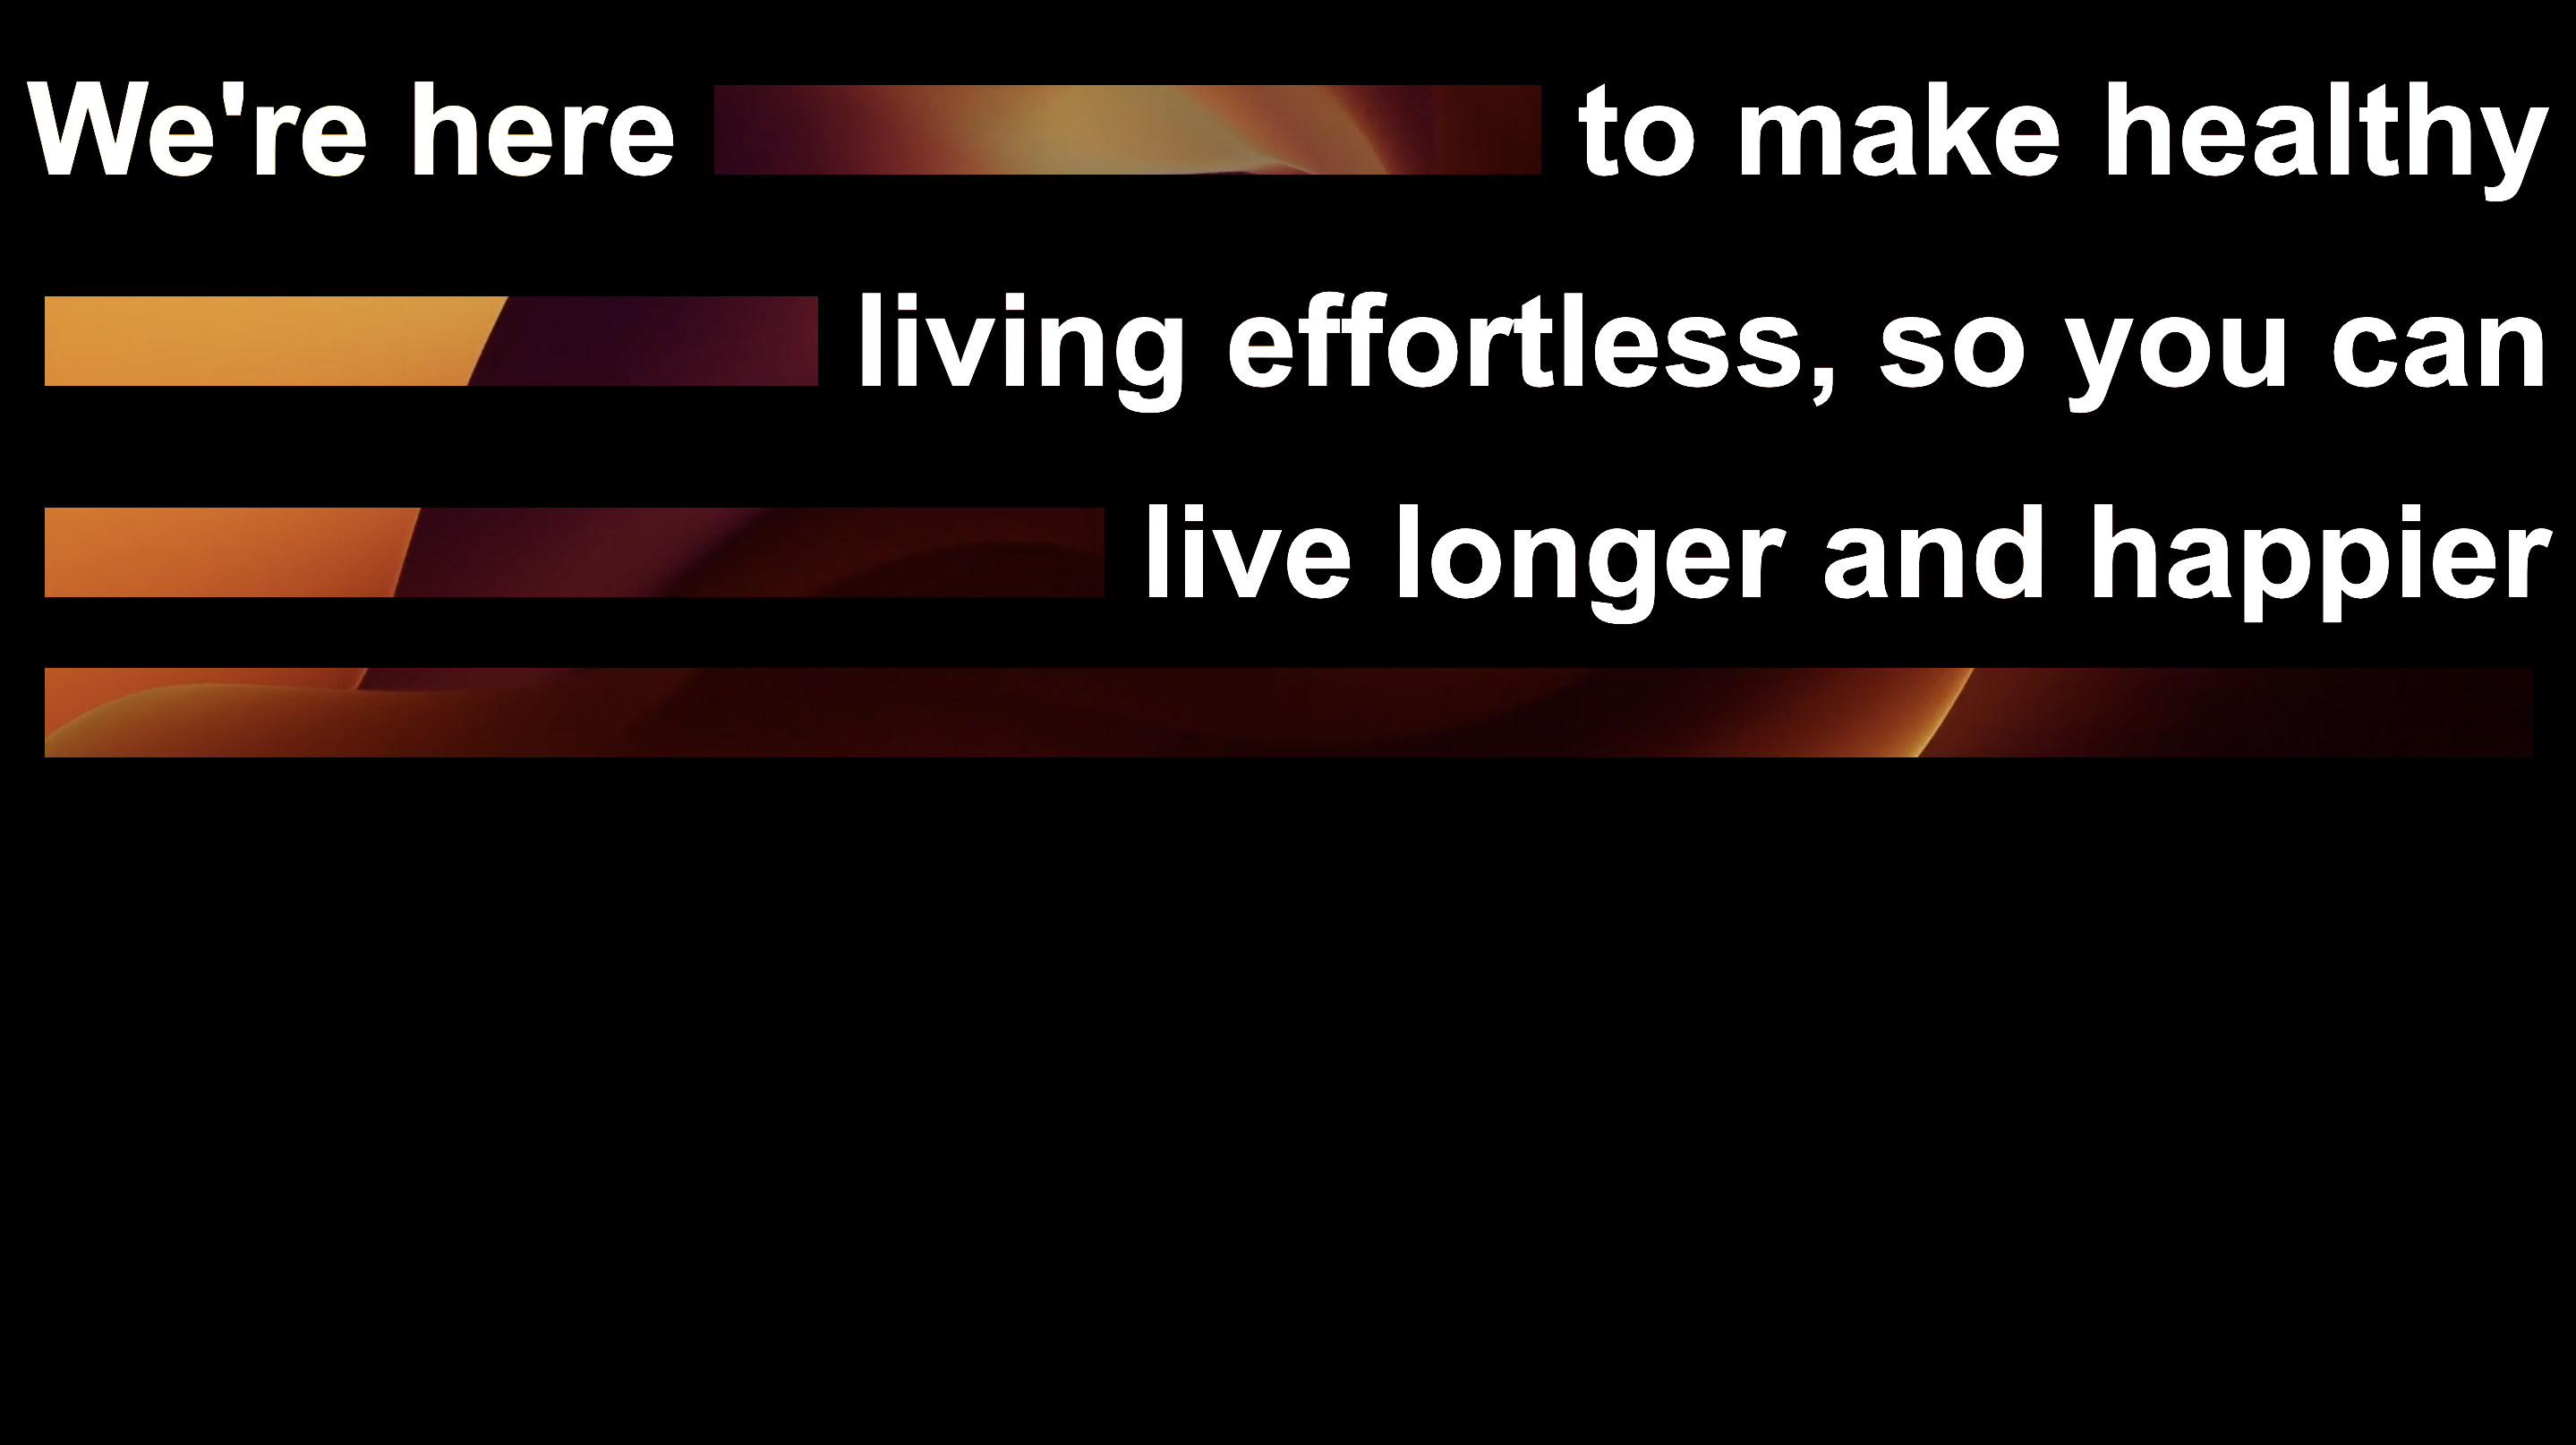 We're here to make healthy
living effortless, so you can
live longer and happier